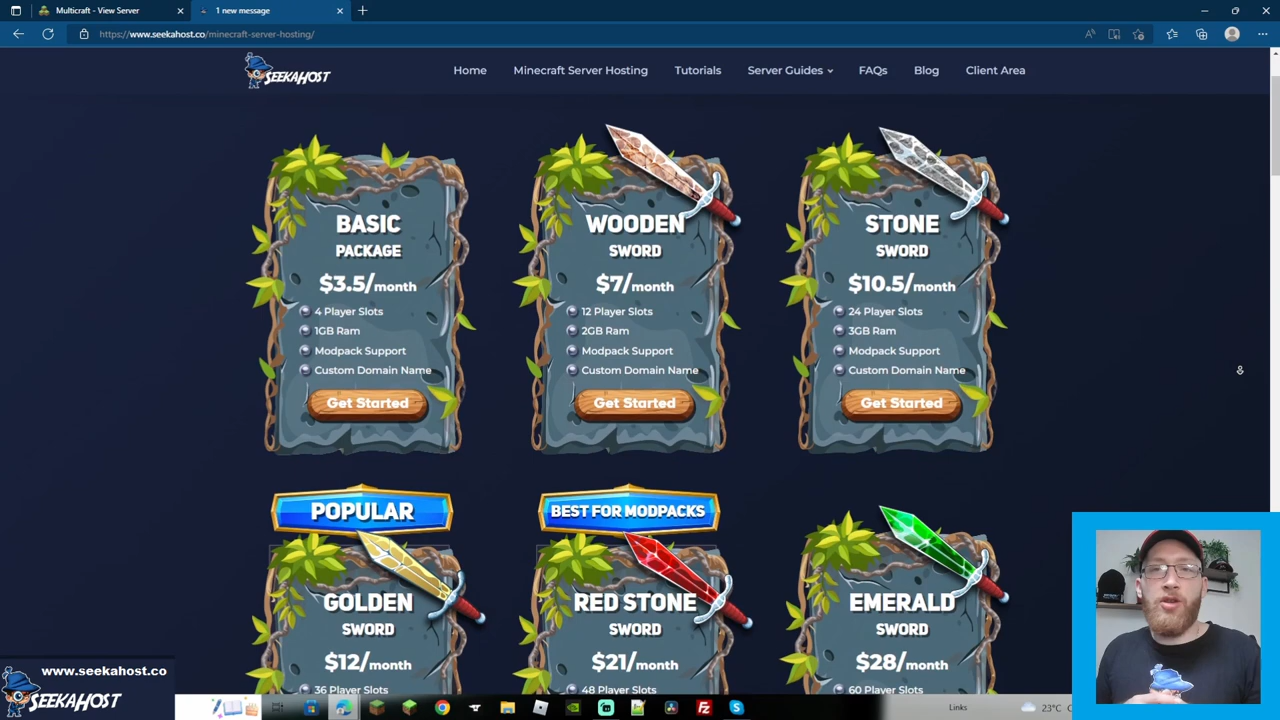 Multicraft - View Server
1 new message
https://www.seekahost.co/minecraft-server-hosting/
SEEKAHOST
Home
Minecraft Server Hosting
Tutorials
Server Guides
FAQs
Blog
Client Area
BASIC
PACKAGE
$3.5/month
4 Player Slots
1GB Ram
Modpack Support
Custom Domain Name
Get Started
WOODEN
SWORD
$7/month
12 Player Slots
2GB Ram
Modpack Support
Custom Domain Name
Get Started
STONE
SWORD
$10.5/month
24 Player Slots
3GB Ram
Modpack Support
Custom Domain Name
Get Started
POPULAR
GOLDEN
SWORD
$12/month
36 Player Slots
BEST FOR MODPACKS
RED STONE
SWORD
$21/month
48 Player Slots
EMERALD
SWORD
$28/month
60 Player Slots
www.seekahost.co
SEEKAHOST
Links
23°C